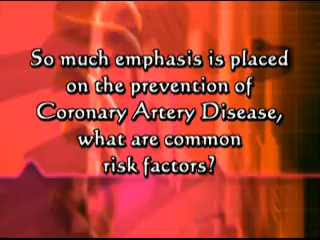 So much emphasis is placed
on the prevention of
Coronary Artery Disease,
what are common
risk factors?